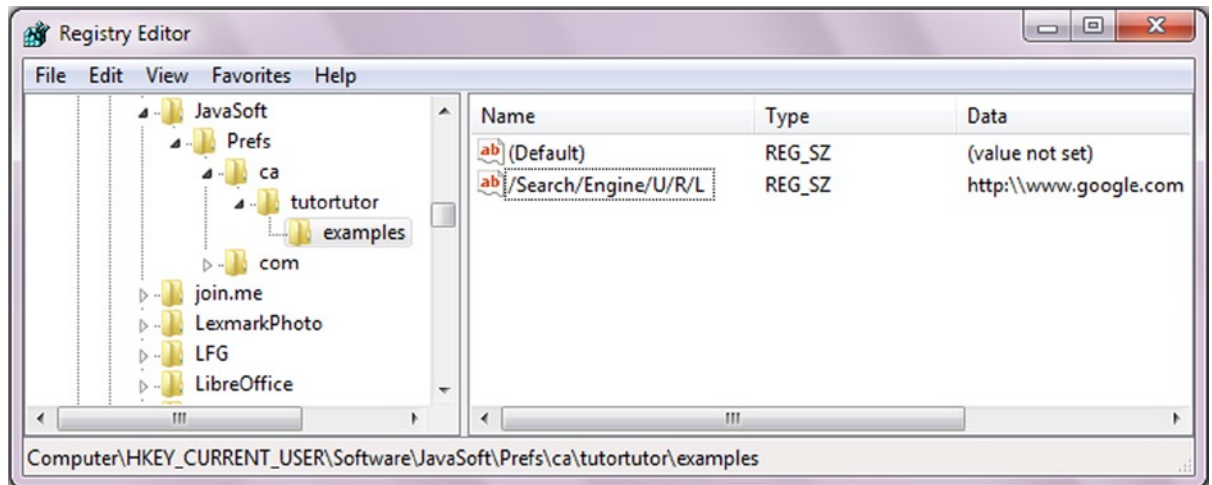 Registry Editor
File Edit View Favorites Help
JavaSoft
Prefs
ca
tutortutor
examples
com
join.me
LexmarkPhoto
LFG
LibreOffice
Name Type Data
ab (Default) REG_SZ (value not set)
ab /Search/Engine/U/R/L REG_SZ http:\\www.google.com
Computer\HKEY_CURRENT_USER\Software\JavaSoft\Prefs\ca\tutortutor\examples